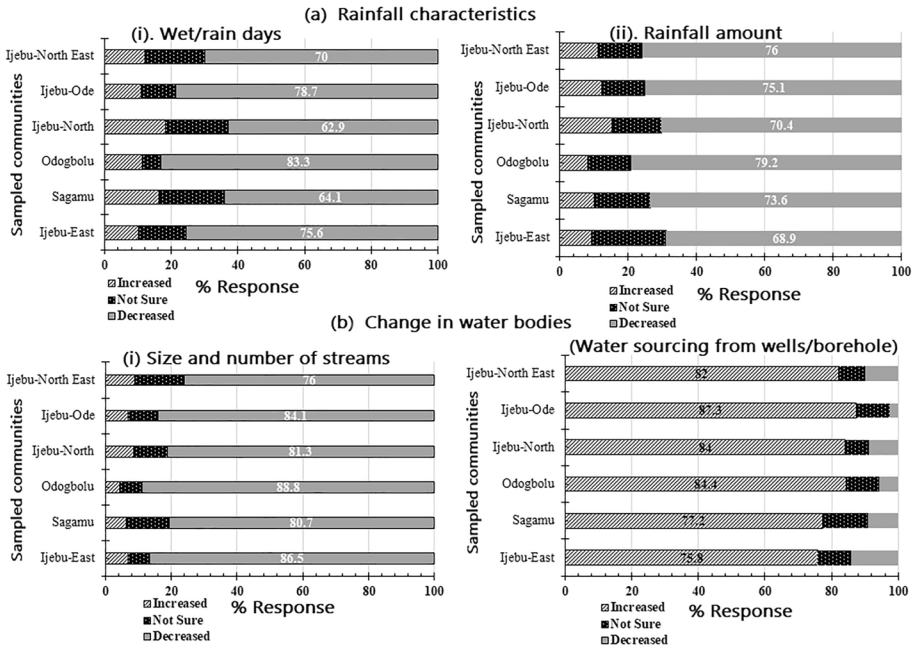 (a) Rainfall characteristics
(i). Wet/rain days
Sampled communities
Ijebu-North East
70
Ijebu-Ode
78.7
Ijebu-North
62.9
Odogbolu
83.3
Sagamu
64.1
Ijebu-East
75.6
0 20 40 60 80 100
% Response
Increased
Not Sure
Decreased
(ii). Rainfall amount
Sampled communities
Ijebu-North East
76
Ijebu-Ode
75.1
Ijebu-North
70.4
Odogbolu
79.2
Sagamu
73.6
Ijebu-East
68.9
0 20 40 60 80 100
% Response
Increased
Not Sure
Decreased
(b) Change in water bodies
(i) Size and number of streams
Sampled communities
Ijebu-North East
76
Ijebu-Ode
84.1
Ijebu-North
81.3
Odogbolu
88.8
Sagamu
80.7
Ijebu-East
86.5
0 20 40 60 80 100
% Response
Increased
Not Sure
Decreased
(Water sourcing from wells/borehole)
Sampled communities
Ijebu-North East
82
Ijebu-Ode
87.3
Ijebu-North
84
Odogbolu
84.4
Sagamu
77.2
Ijebu-East
75.8
0 20 40 60 80 100
% Response
Increased
Not Sure
Decreased